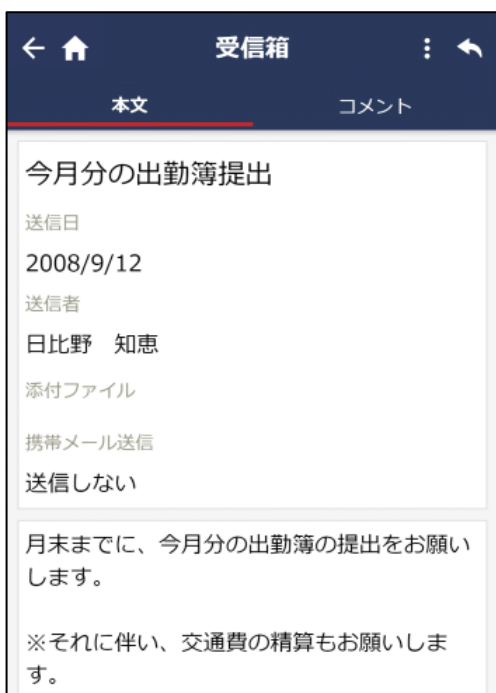 受信箱
本文
コメント
今月分の出勤簿提出
送信日
2008/9/12
送信者
日比野　知恵
添付ファイル
携帯メール送信
送信しない
月末までに、今月分の出勤簿の提出をお願い
します。
※それに伴い、交通費の精算もお願いしま
す。